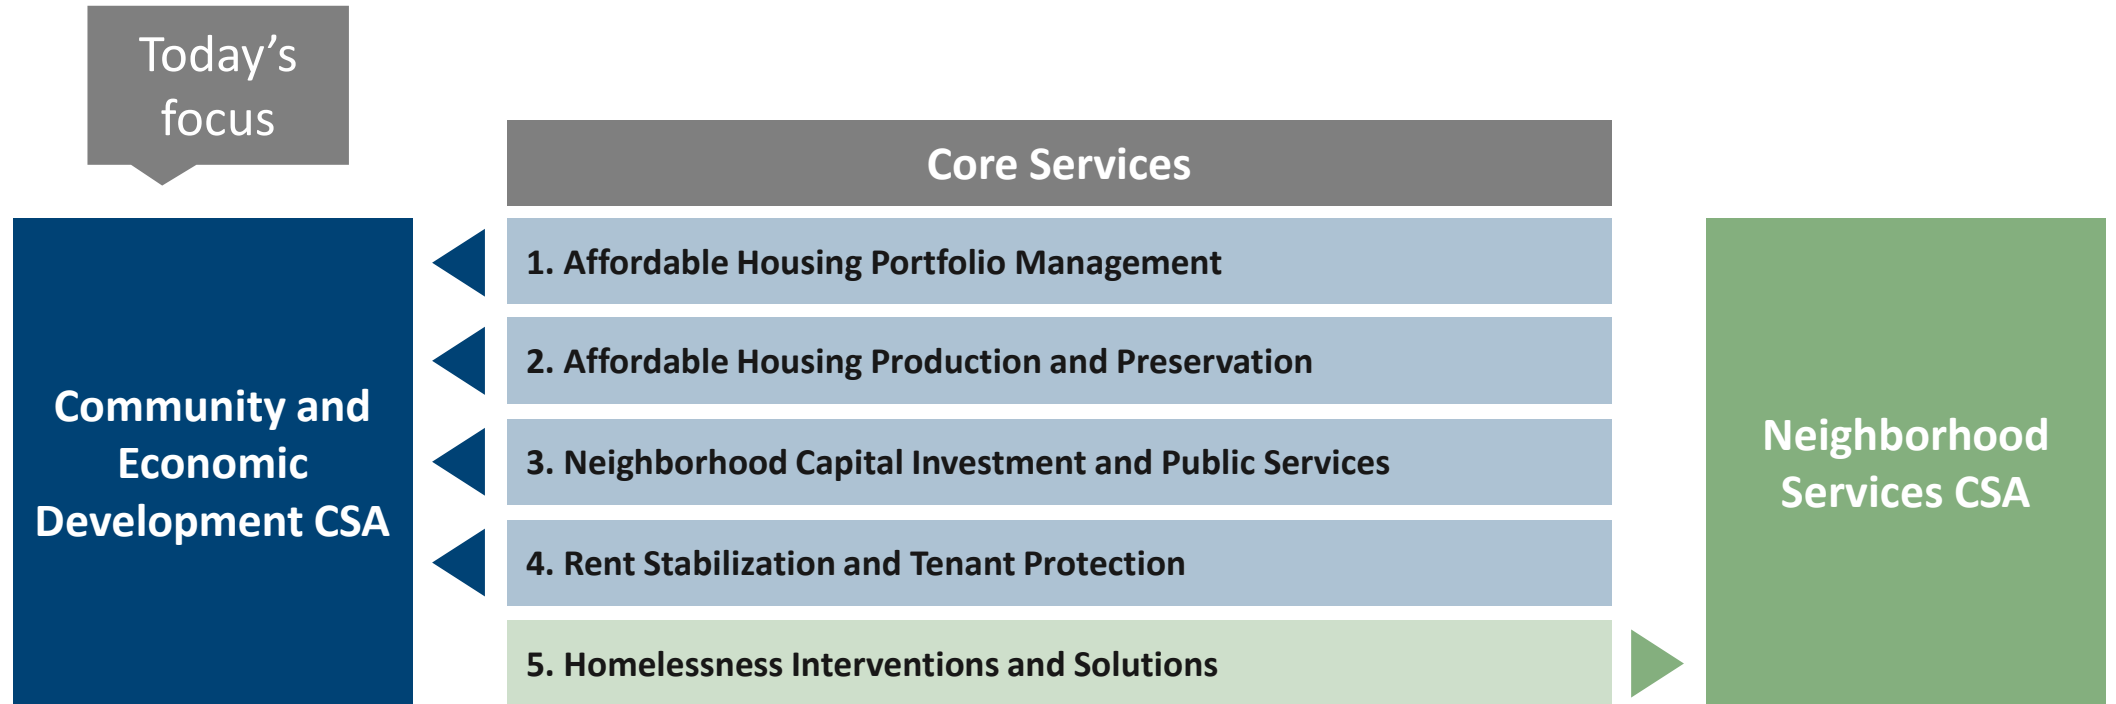 Today’s
focus
Core Services
1. Affordable Housing Portfolio Management
2. Affordable Housing Production and Preservation
3. Neighborhood Capital Investment and Public Services
4. Rent Stabilization and Tenant Protection
5. Homelessness Interventions and Solutions
Community and
Economic
Development CSA
Neighborhood
Services CSA